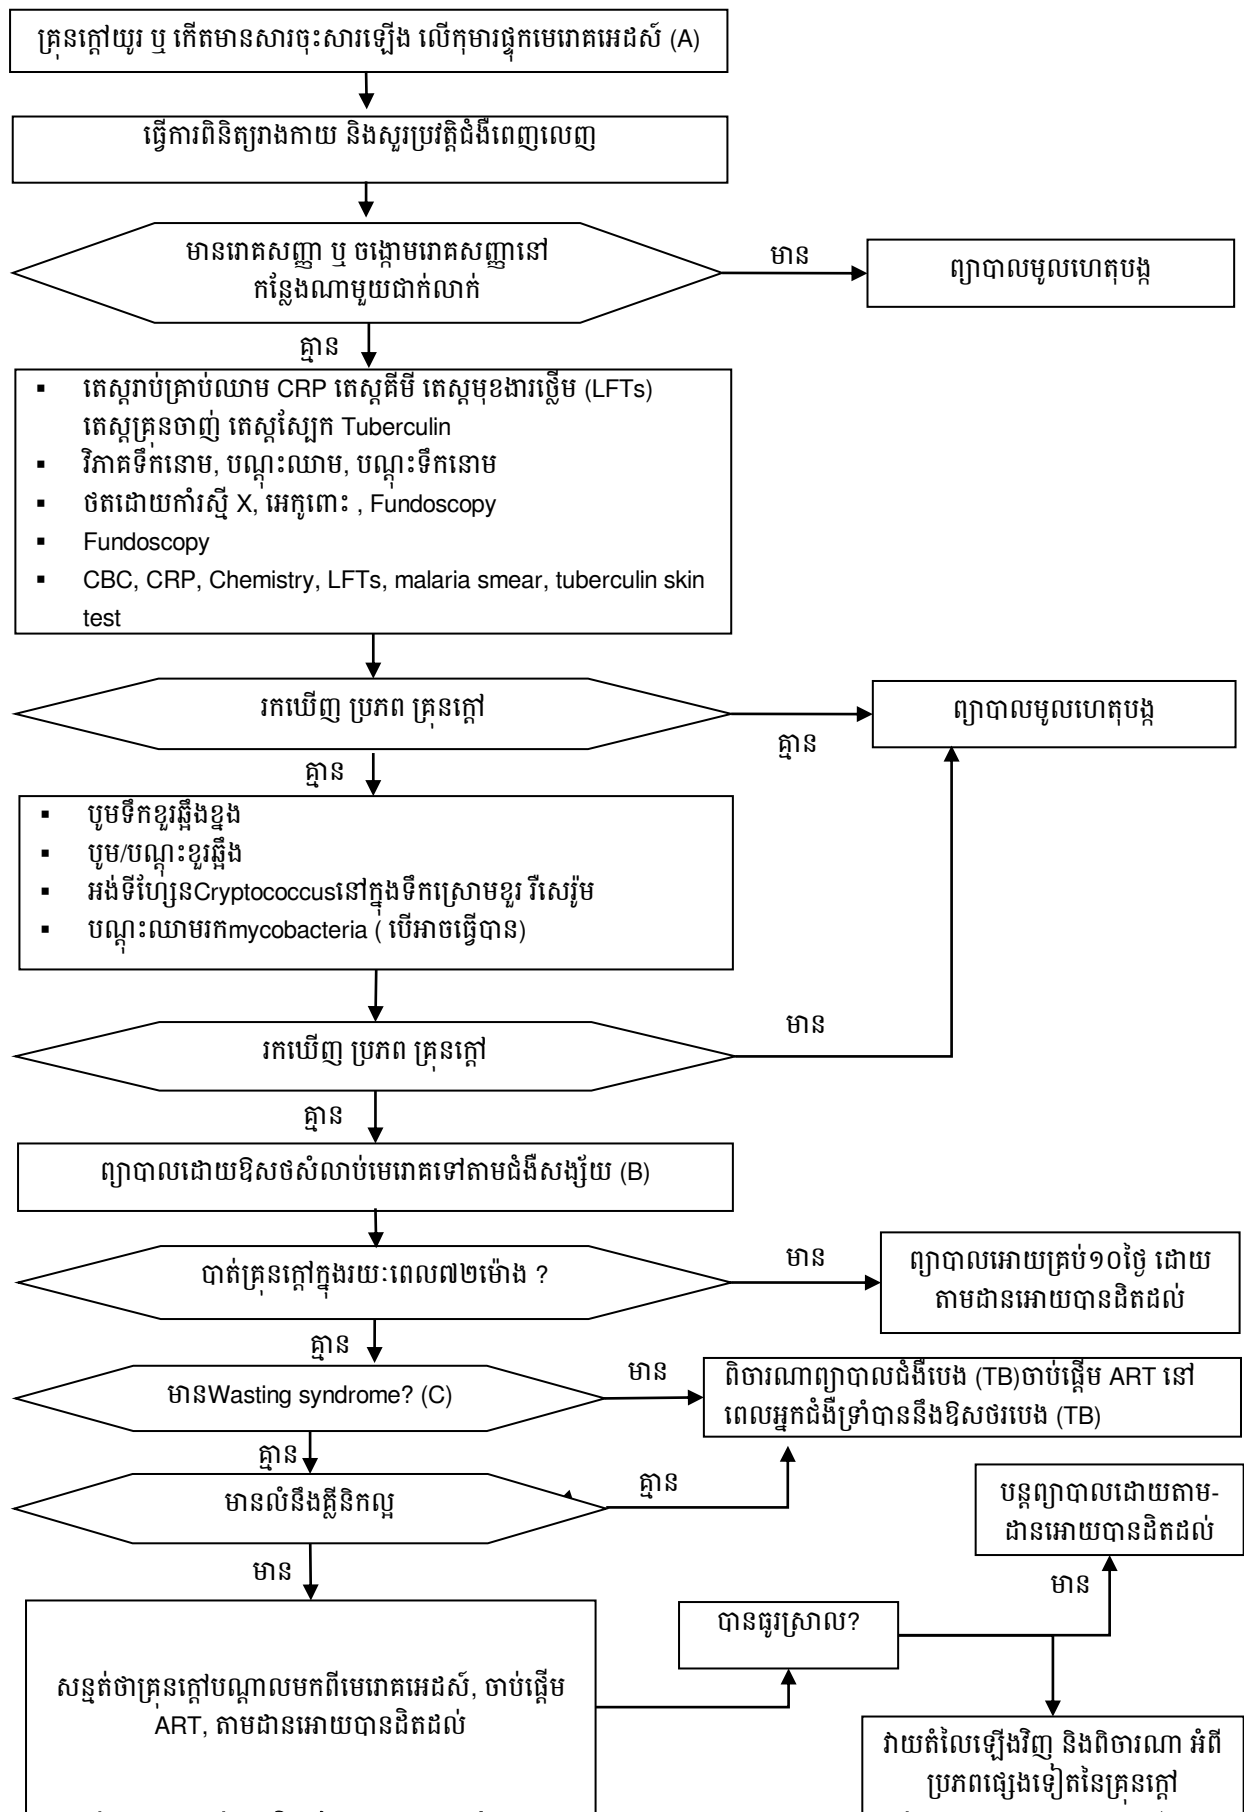 គ្រុនក្តៅយូរ ឬ កើតមានសារចុះសារឡើង លើកុមារផ្ទុកមេរោគអេដស៍ (A)
ធ្វើការពិនិត្យរាងកាយ និងសួរប្រវត្តិជំងឺពេញលេញ
មានរោគសញ្ញា ឬ ចង្កោមរោគសញ្ញានៅ
កន្លែងណាមួយជាក់លាក់
មាន
ព្យាបាលមូលហេតុបង្ក
គ្មាន
▪ តេស្តរាប់គ្រាប់ឈាម CRP តេស្តគីមី តេស្តមុខងារថ្លើម (LFTs)
តេស្តគ្រុនចាញ់ តេស្តស្បែក Tuberculin
▪ វិភាគទឹកនោម, បណ្តុះឈាម, បណ្តុះទឹកនោម
▪ ថតដោយកាំរស្មី X, អេកូពោះ , Fundoscopy
▪ Fundoscopy
▪ CBC, CRP, Chemistry, LFTs, malaria smear, tuberculin skin
test
រកឃើញ ប្រភព គ្រុនក្តៅ
គ្មាន
ព្យាបាលមូលហេតុបង្ក
គ្មាន
▪ បូមទឹកខួរឆ្អឹងខ្នង
▪ បូម/បណ្តុះខួរឆ្អឹង
▪ អង់ទីហ្សែនCryptococcusនៅក្នុងទឹកស្រោមខួរ រឺសេរ៉ូម
▪ បណ្តុះឈាមរកmycobacteria ( បើអាចធ្វើបាន)
រកឃើញ ប្រភព គ្រុនក្តៅ
មាន
គ្មាន
ព្យាបាលដោយឱសថសំលាប់មេរោគទៅតាមជំងឺសង្ស័យ (B)
បាត់គ្រុនក្តៅក្នុងរយៈពេល៧២ម៉ោង ?
មាន
ព្យាបាលអោយគ្រប់១០ថ្ងៃ ដោយ
តាមដានអោយបានដិតដល់
គ្មាន
មានWasting syndrome? (C)
មាន
ពិចារណាព្យាបាលជំងឺបេង (TB)ចាប់ផ្តើម ART នៅ
ពេលអ្នកជំងឺទ្រាំបាននឹងឱសថរបេង (TB)
គ្មាន
មានលំនឹងគ្លីនិកល្អ
គ្មាន
បន្តព្យាបាលដោយតាម-
ដានអោយបានដិតដល់
មាន
មាន
បានធូរស្រាល?
សន្មត់ថាគ្រុនក្តៅបណ្តាលមកពីមេរោគអេដស៍, ចាប់ផ្តើម
ART, តាមដានអោយបានដិតដល់
វាយតំលៃឡើងវិញ និងពិចារណា អំពី
ប្រភពផ្សេងទៀតនៃគ្រុនក្តៅ